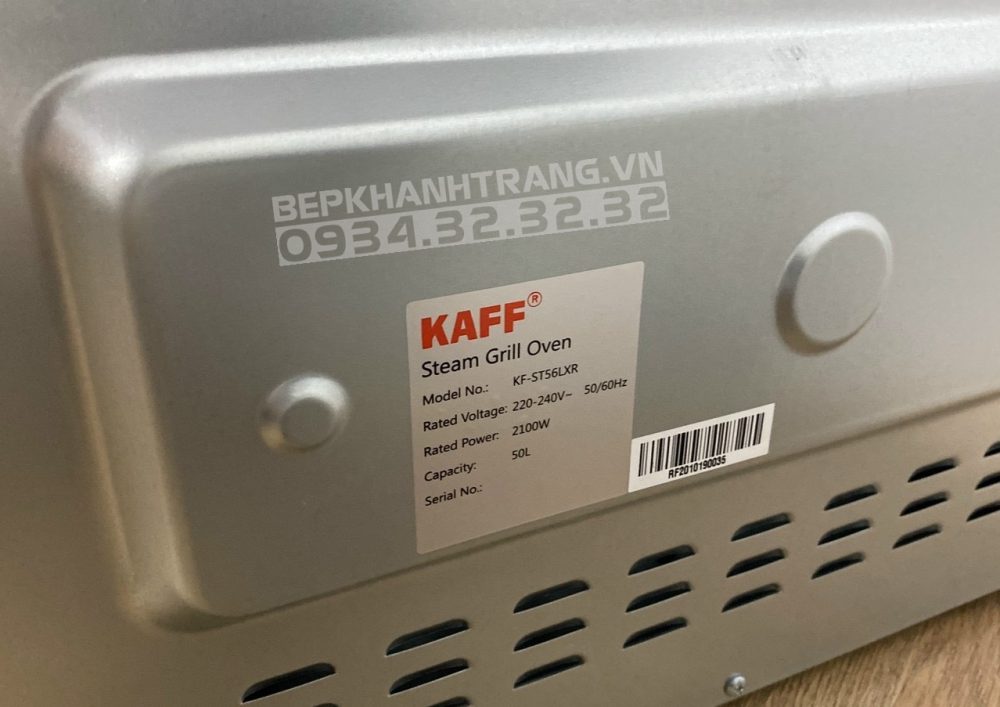 BEPKHANHTRANG.VN
0934.32.32.32
KAFF®
Steam Grill Oven
Model No.: KF-ST56LXR
Rated Voltage: 220-240V~ 50/60Hz
Rated Power: 2100W
Capacity: 50L
Serial No.:
RF2010190035